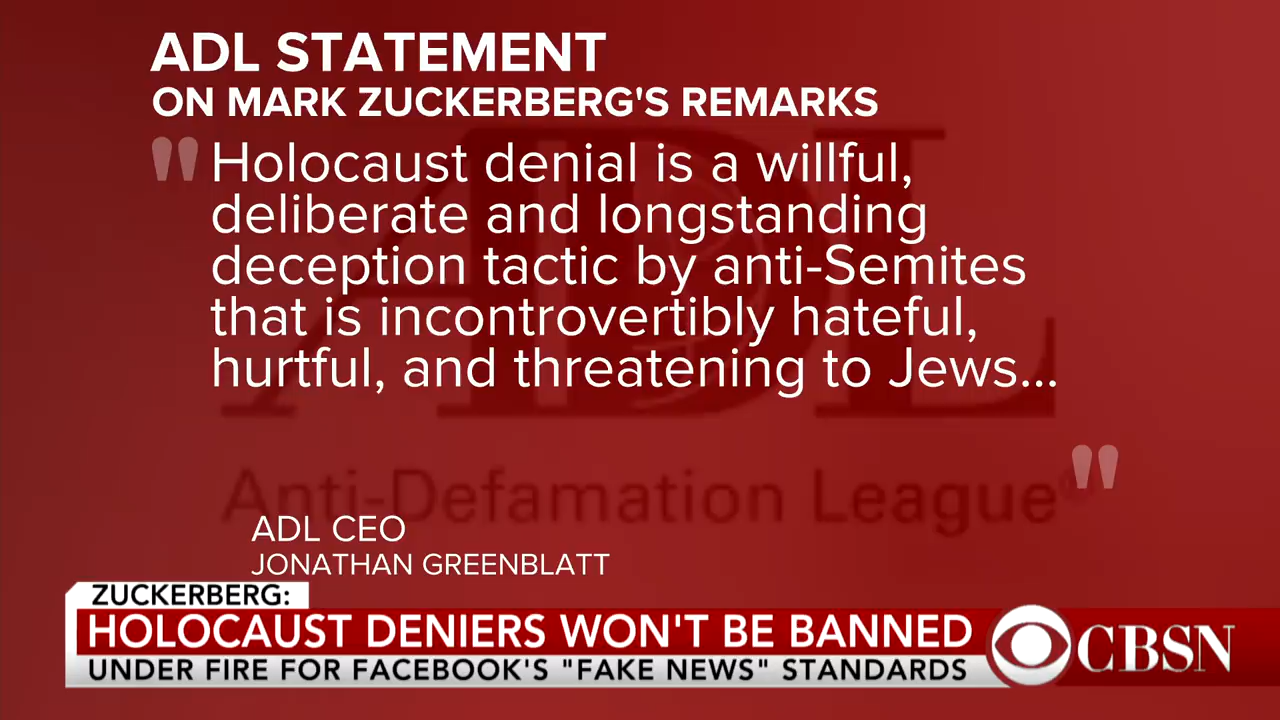 ADL STATEMENT
ON MARK ZUCKERBERG'S REMARKS
"Holocaust denial is a willful,
deliberate and longstanding
deception tactic by anti-Semites
that is incontrovertibly hateful,
hurtful, and threatening to Jews...
"
ADL
Anti-Defamation League®
ADL CEO
JONATHAN GREENBLATT
ZUCKERBERG:
HOLOCAUST DENIERS WON'T BE BANNED
UNDER FIRE FOR FACEBOOK'S "FAKE NEWS" STANDARDS
CBSN